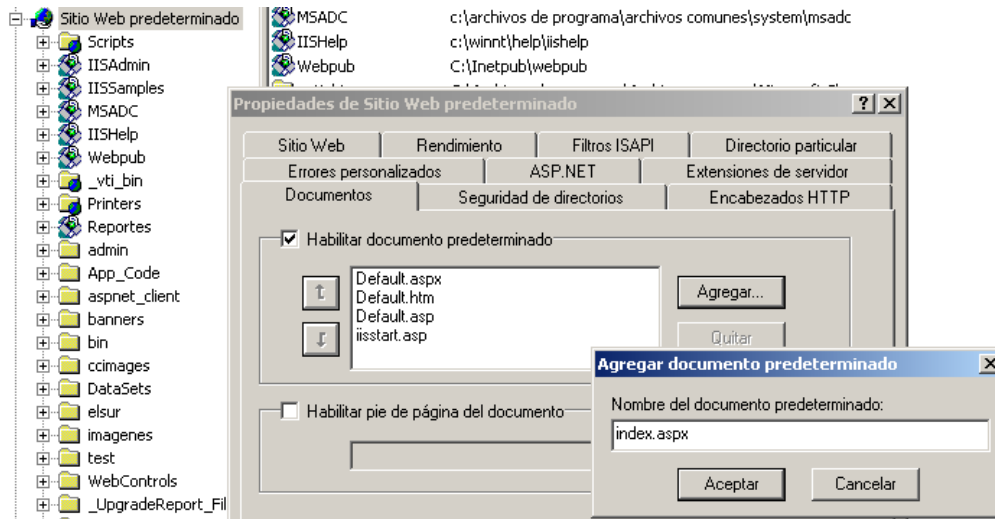 Sitio Web predeterminado
Scripts
IISAdmin
IISSamples
MSADC
IISHelp
Webpub
_vti_bin
Printers
Reportes
admin
App_Code
aspnet_client
banners
bin
ccimages
DataSets
elsur
imagenes
test
WebControls
_UpgradeReport_Fil
MSADC c:\archivos de programa\archivos comunes\system\msadc
IISHelp c:\winnt\help\iishelp
Webpub C:\Inetpub\webpub
Propiedades de Sitio Web predeterminado
Sitio Web Rendimiento Filtros ISAPI Directorio particular
Errores personalizados ASP.NET Extensiones de servidor
Documentos Seguridad de directorios Encabezados HTTP
Habilitar documento predeterminado
Default.aspx
Default.htm
Default.asp
iisstart.asp
Agregar...
Quitar
Habilitar pie de página del documento
Agregar documento predeterminado
Nombre del documento predeterminado:
index.aspx
Aceptar Cancelar